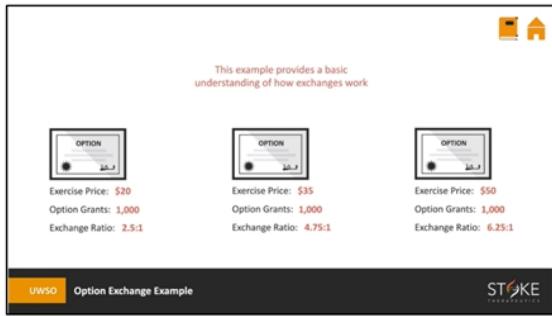 This example provides a basic
understanding of how exchanges work
OPTION
Exercise Price: $20
Option Grants: 1,000
Exchange Ratio: 2.5:1
OPTION
Exercise Price: $35
Option Grants: 1,000
Exchange Ratio: 4.75:1
OPTION
Exercise Price: $50
Option Grants: 1,000
Exchange Ratio: 6.25:1
UWSO
Option Exchange Example
STOKE
THERAPEUTICS